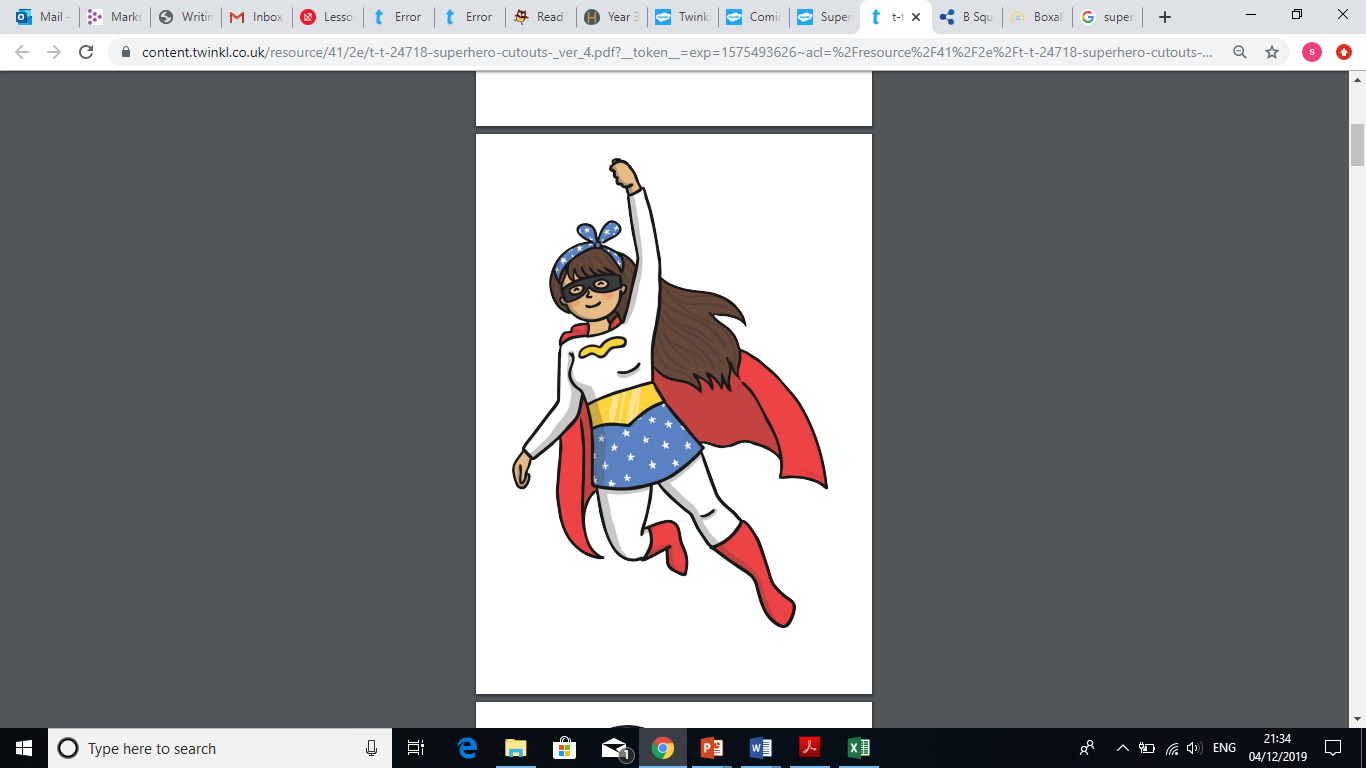 Mail -
Marks
Writin
Inbox
Lesso
Error
Error
Read
Year 3
Twink
Comic
Super
t-t
B Squ
Boxal
super
content.twinkl.co.uk/resource/41/2e/t-t-24718-superhero-cutouts-_ver_4.pdf?__token__=exp=1575493626~acl=%2Fresource%2F41%2F2e%2Ft-t-24718-superhero-cutouts-...
S
Type here to search
1
ENG
21:34
04/12/2019